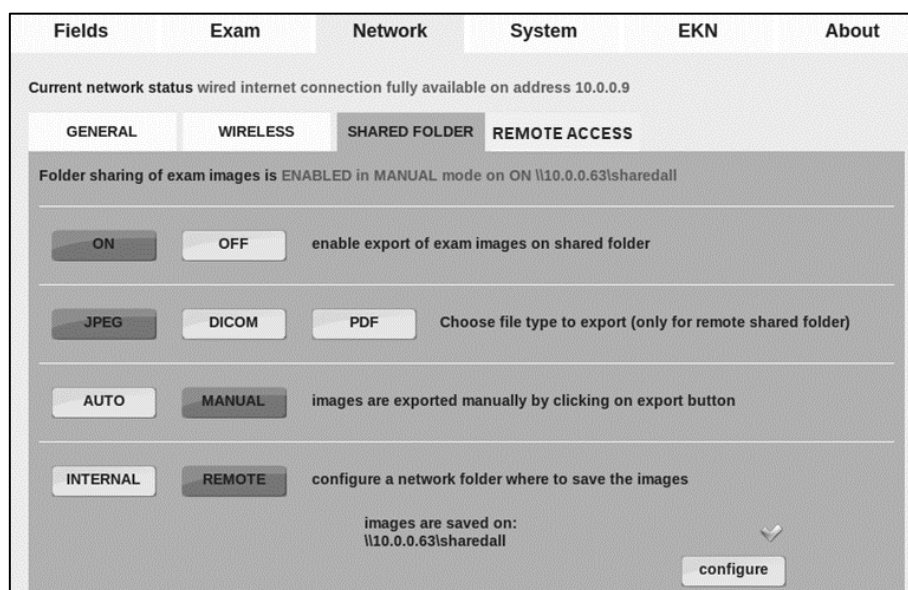 Fields Exam Network System EKN About
Current network status wired internet connection fully available on address 10.0.0.9
GENERAL WIRELESS SHARED FOLDER REMOTE ACCESS
Folder sharing of exam images is ENABLED in MANUAL mode on ON \\10.0.0.63\sharedall
ON OFF enable export of exam images on shared folder
JPEG DICOM PDF Choose file type to export (only for remote shared folder)
AUTO MANUAL images are exported manually by clicking on export button
INTERNAL REMOTE configure a network folder where to save the images
images are saved on:
\\10.0.0.63\sharedall
configure